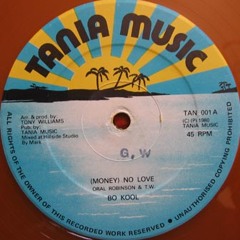 TANIA MUSIC
Arr. & prod. by:
TONY WILLIAMS
Pub. by:
TANIA MUSIC
Mixed at Hillside Studio
By Mark
TAN 001A
(C) (P) 1980
TANIA MUSIC
45 RPM
G, W
(MONEY) NO LOVE
ORAL ROBINSON & T.W.
BO KOOL
ALL RIGHTS OF THE OWNER OF THIS RECORDED WORK RESERVED • UNAUTHORISED COPYING PROHIBITED